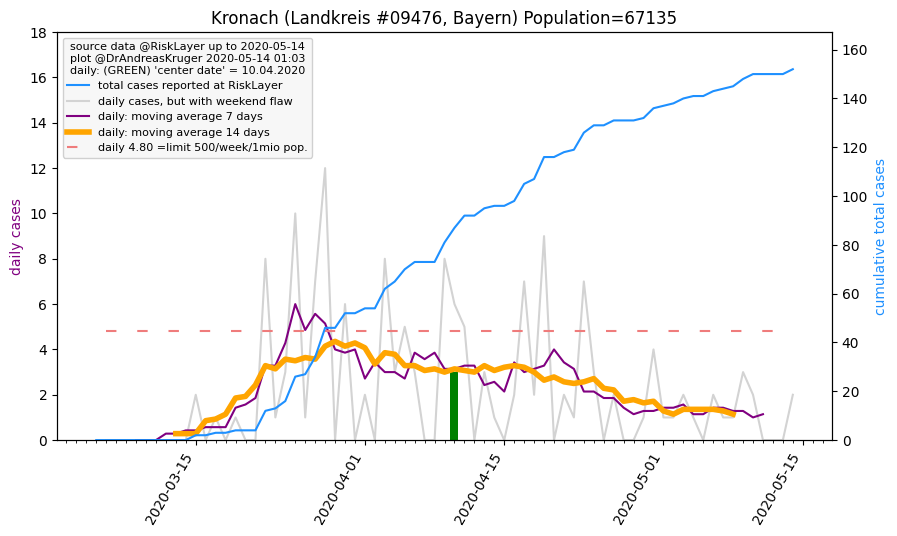 Kronach (Landkreis #09476, Bayern) Population=67135
source data @RiskLayer up to 2020-05-14
plot @DrAndreasKruger 2020-05-14 01:03
daily: (GREEN) 'center date' = 10.04.2020
total cases reported at RiskLayer
daily cases, but with weekend flaw
daily: moving average 7 days
daily: moving average 14 days
daily 4.80 =limit 500/week/1mio pop.
daily cases
18
16
14
12
10
8
6
4
2
0
cumulative total cases
160
140
120
100
80
60
40
20
0
2020-03-15
2020-04-01
2020-04-15
2020-05-01
2020-05-15